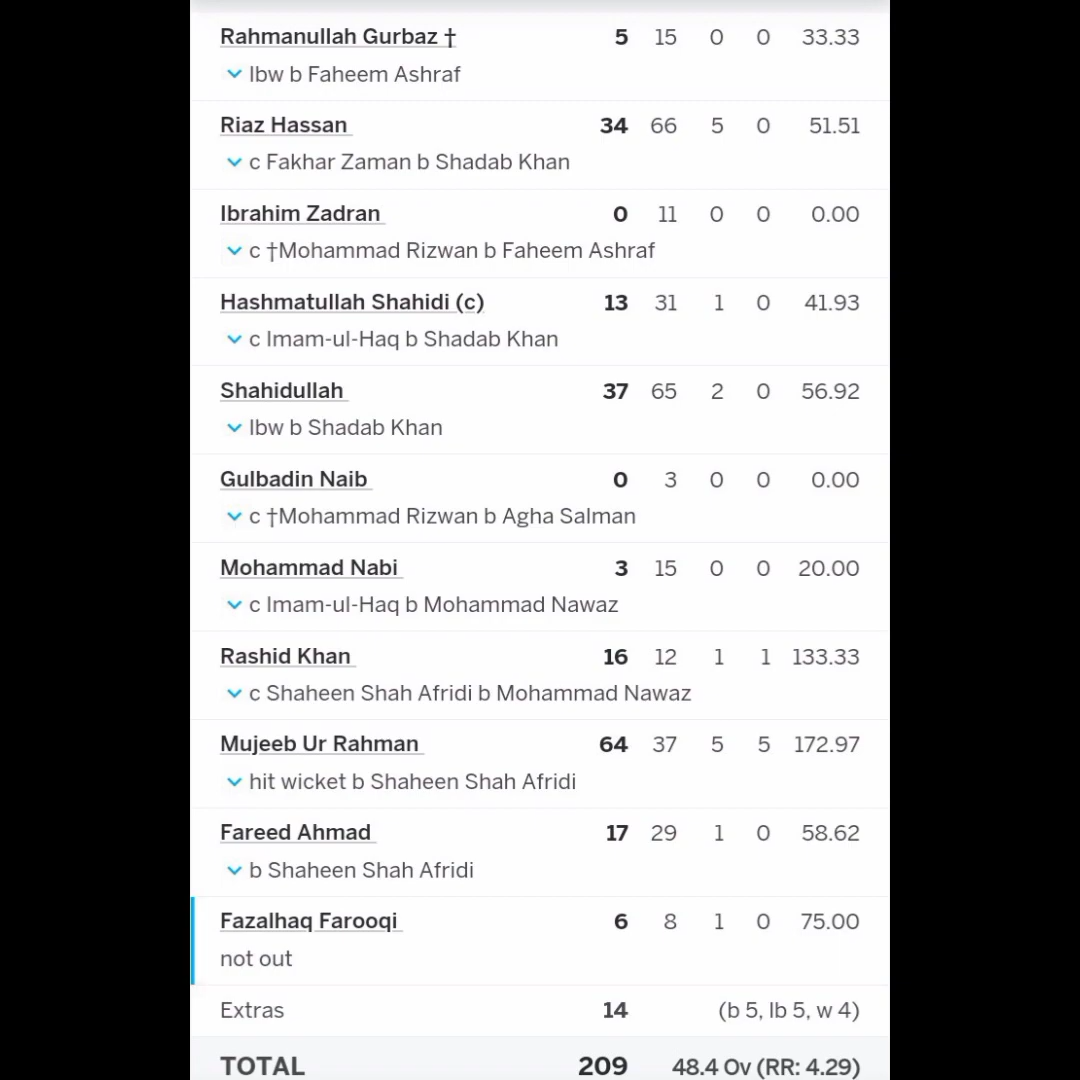 Rahmanullah Gurbaz † 5 15 0 0 33.33
lbw b Faheem Ashraf
Riaz Hassan 34 66 5 0 51.51
c Fakhar Zaman b Shadab Khan
Ibrahim Zadran 0 11 0 0 0.00
c †Mohammad Rizwan b Faheem Ashraf
Hashmatullah Shahidi (c) 13 31 1 0 41.93
c Imam-ul-Haq b Shadab Khan
Shahidullah 37 65 2 0 56.92
lbw b Shadab Khan
Gulbadin Naib 0 3 0 0 0.00
c †Mohammad Rizwan b Agha Salman
Mohammad Nabi 3 15 0 0 20.00
c Imam-ul-Haq b Mohammad Nawaz
Rashid Khan 16 12 1 1 133.33
c Shaheen Shah Afridi b Mohammad Nawaz
Mujeeb Ur Rahman 64 37 5 5 172.97
hit wicket b Shaheen Shah Afridi
Fareed Ahmad 17 29 1 0 58.62
b Shaheen Shah Afridi
Fazalhaq Farooqi 6 8 1 0 75.00
not out
Extras 14 (b 5, lb 5, w 4)
TOTAL 209 48.4 Ov (RR: 4.29)